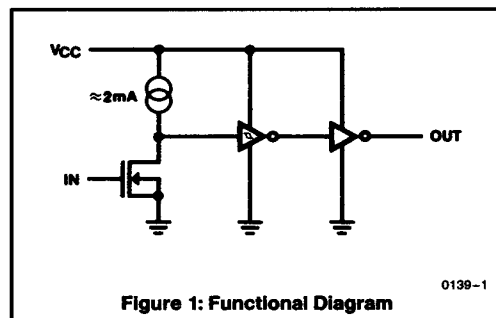 VCC
≈2mA
IN
OUT
0139-1
Figure 1: Functional Diagram